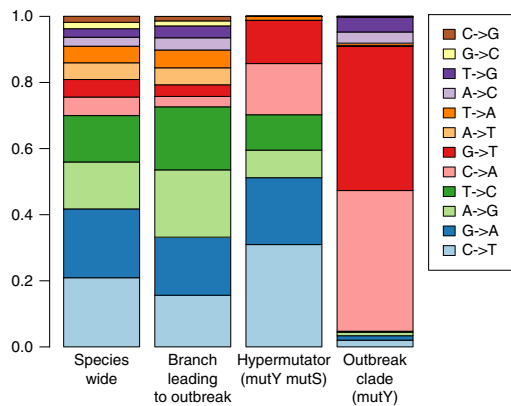 1.0
0.8
0.6
0.4
0.2
0.0
Species
wide
Branch
leading
to outbreak
Hypermutator
(mutY mutS)
Outbreak
clade
(mutY)
C->G
G->C
T->G
A->C
T->A
A->T
G->T
C->A
T->C
A->G
G->A
C->T